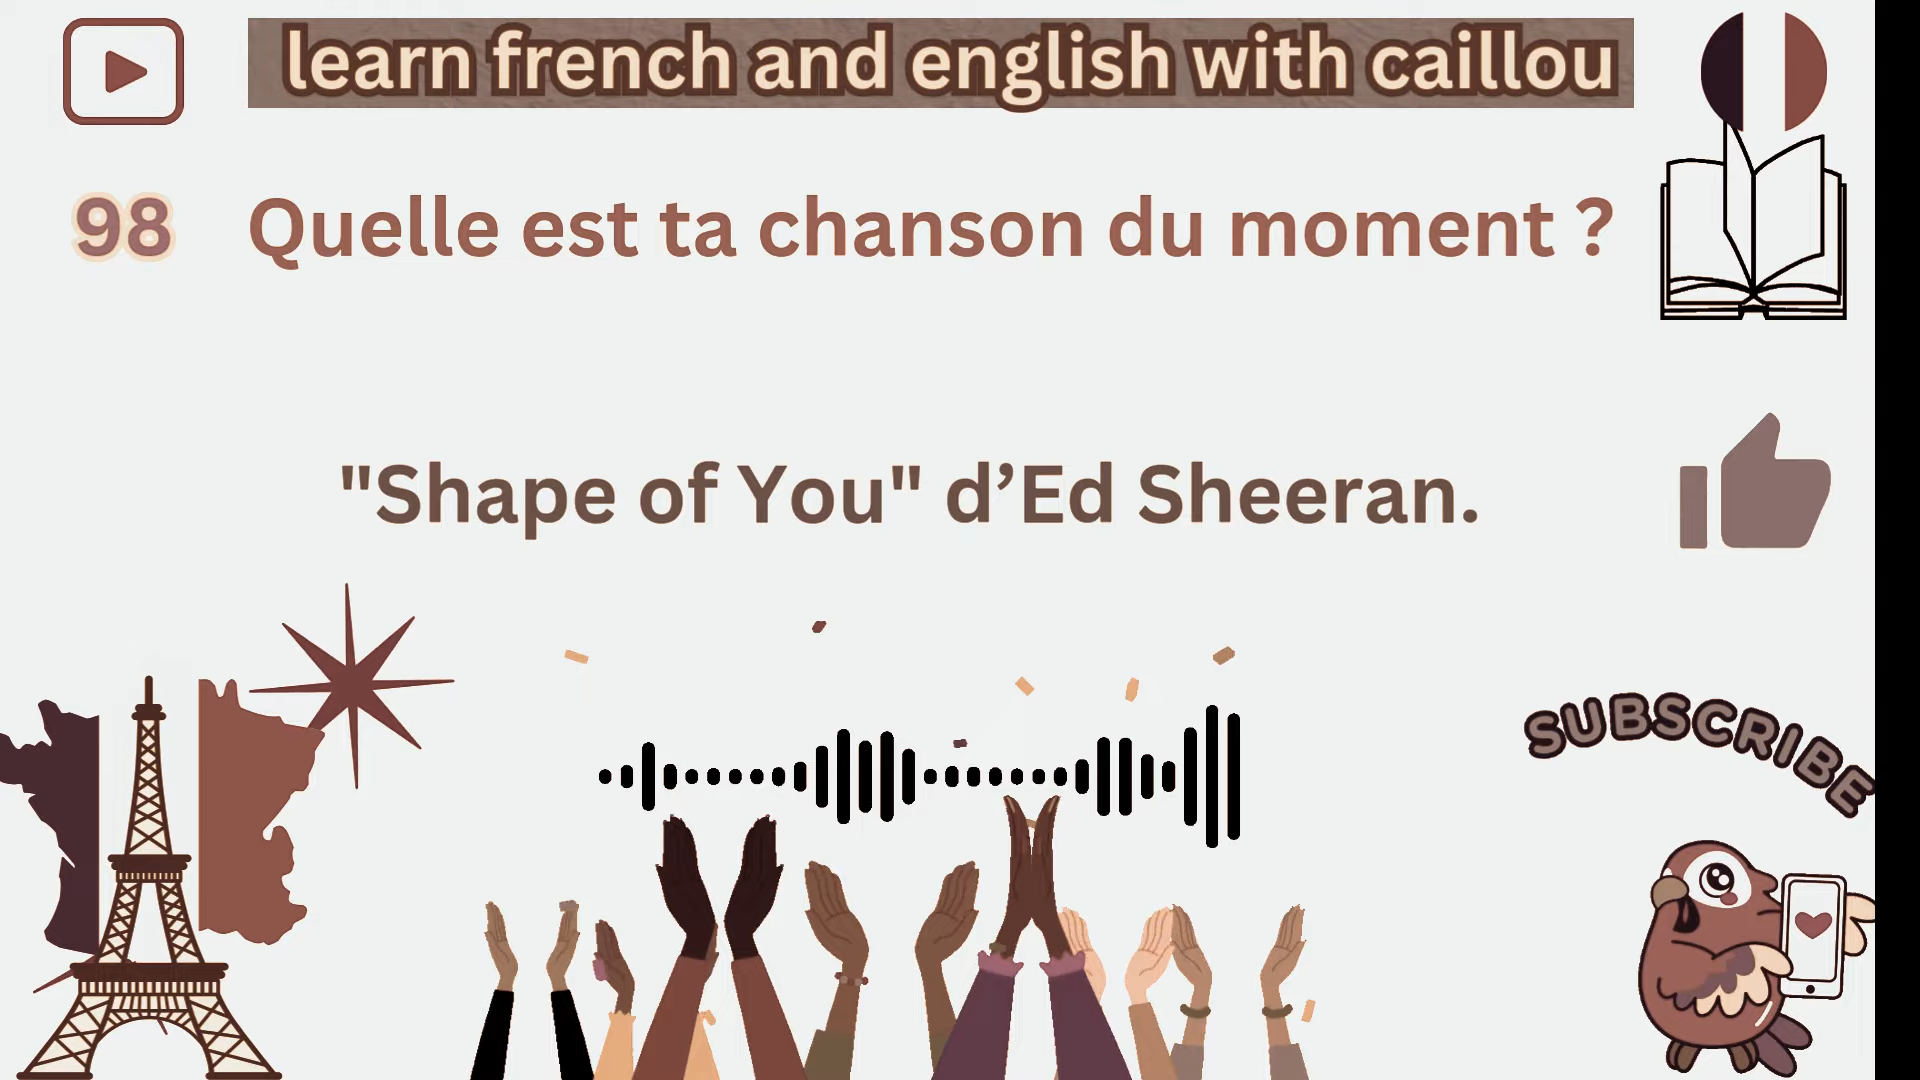 learn french and english with caillou
98 Quelle est ta chanson du moment ?
"Shape of You" d’Ed Sheeran.
SUBSCRIBE